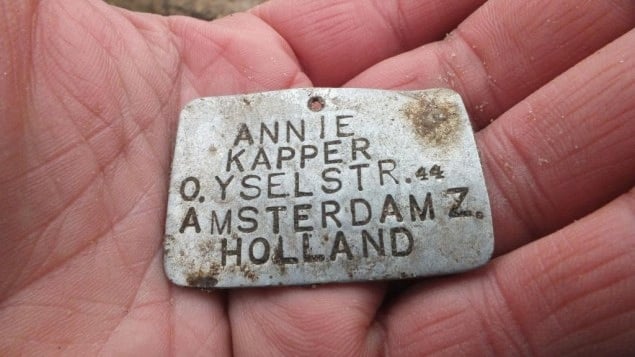 ANNIE
KAPPER
O. YSELSTR. 44
AMSTERDAM Z.
HOLLAND